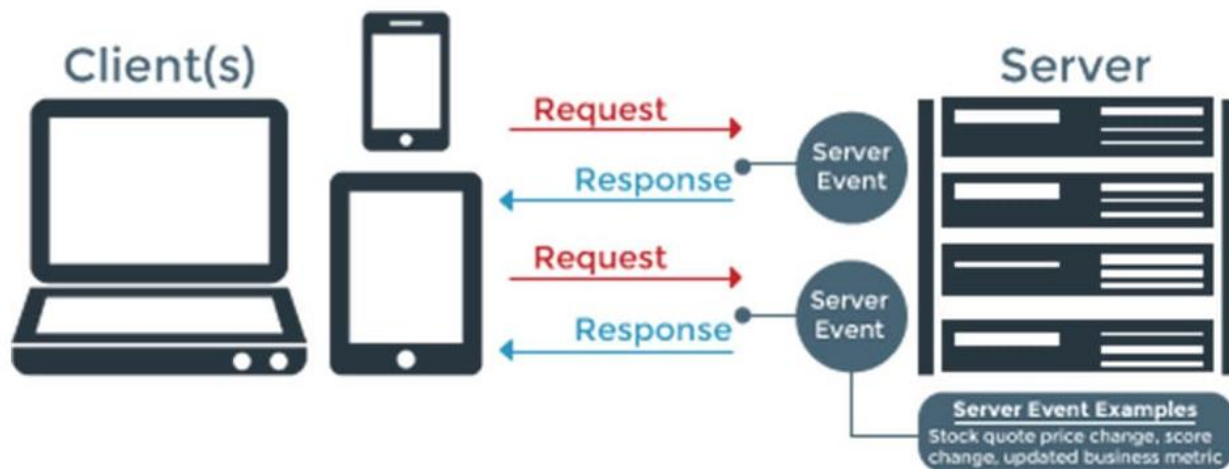 Client(s)
Server
Request
Server
Event
Response
Request
Server
Event
Response
Server Event Examples
Stock quote price change, score
change, updated business metric